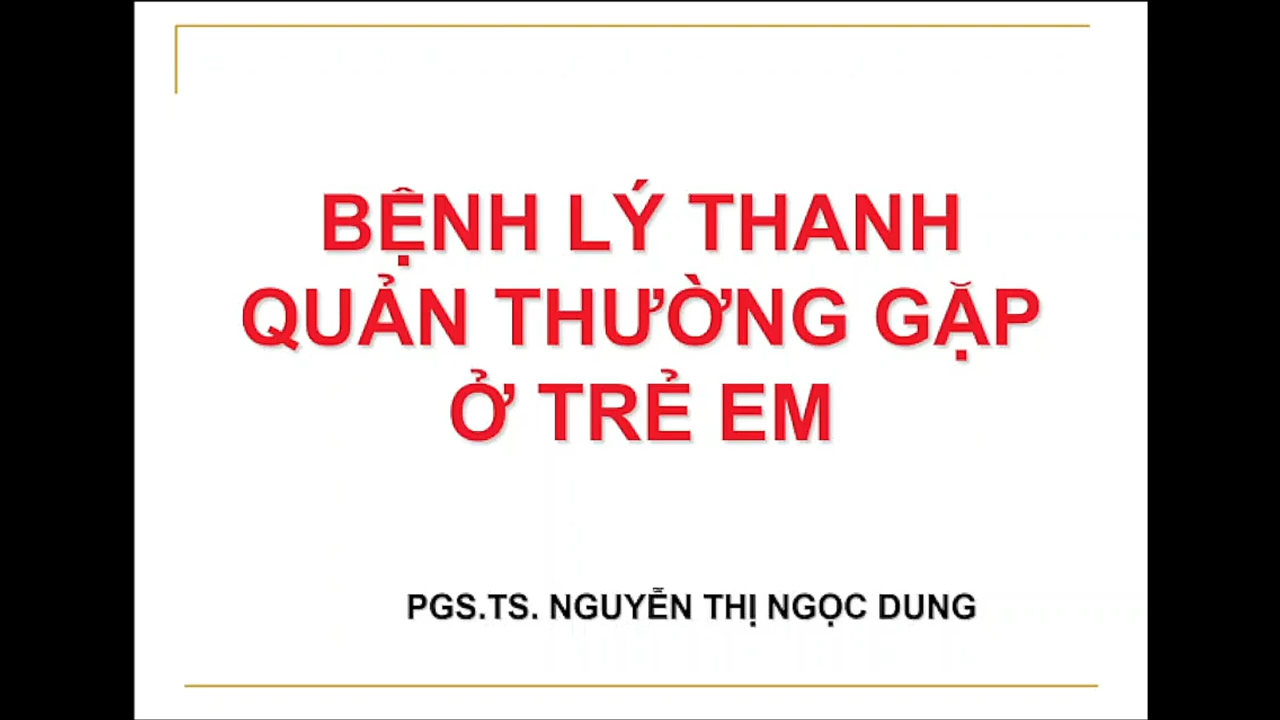 BỆNH LÝ THANH
QUẢN THƯỜNG GẶP
Ở TRẺ EM
PGS.TS. NGUYỄN THỊ NGỌC DUNG